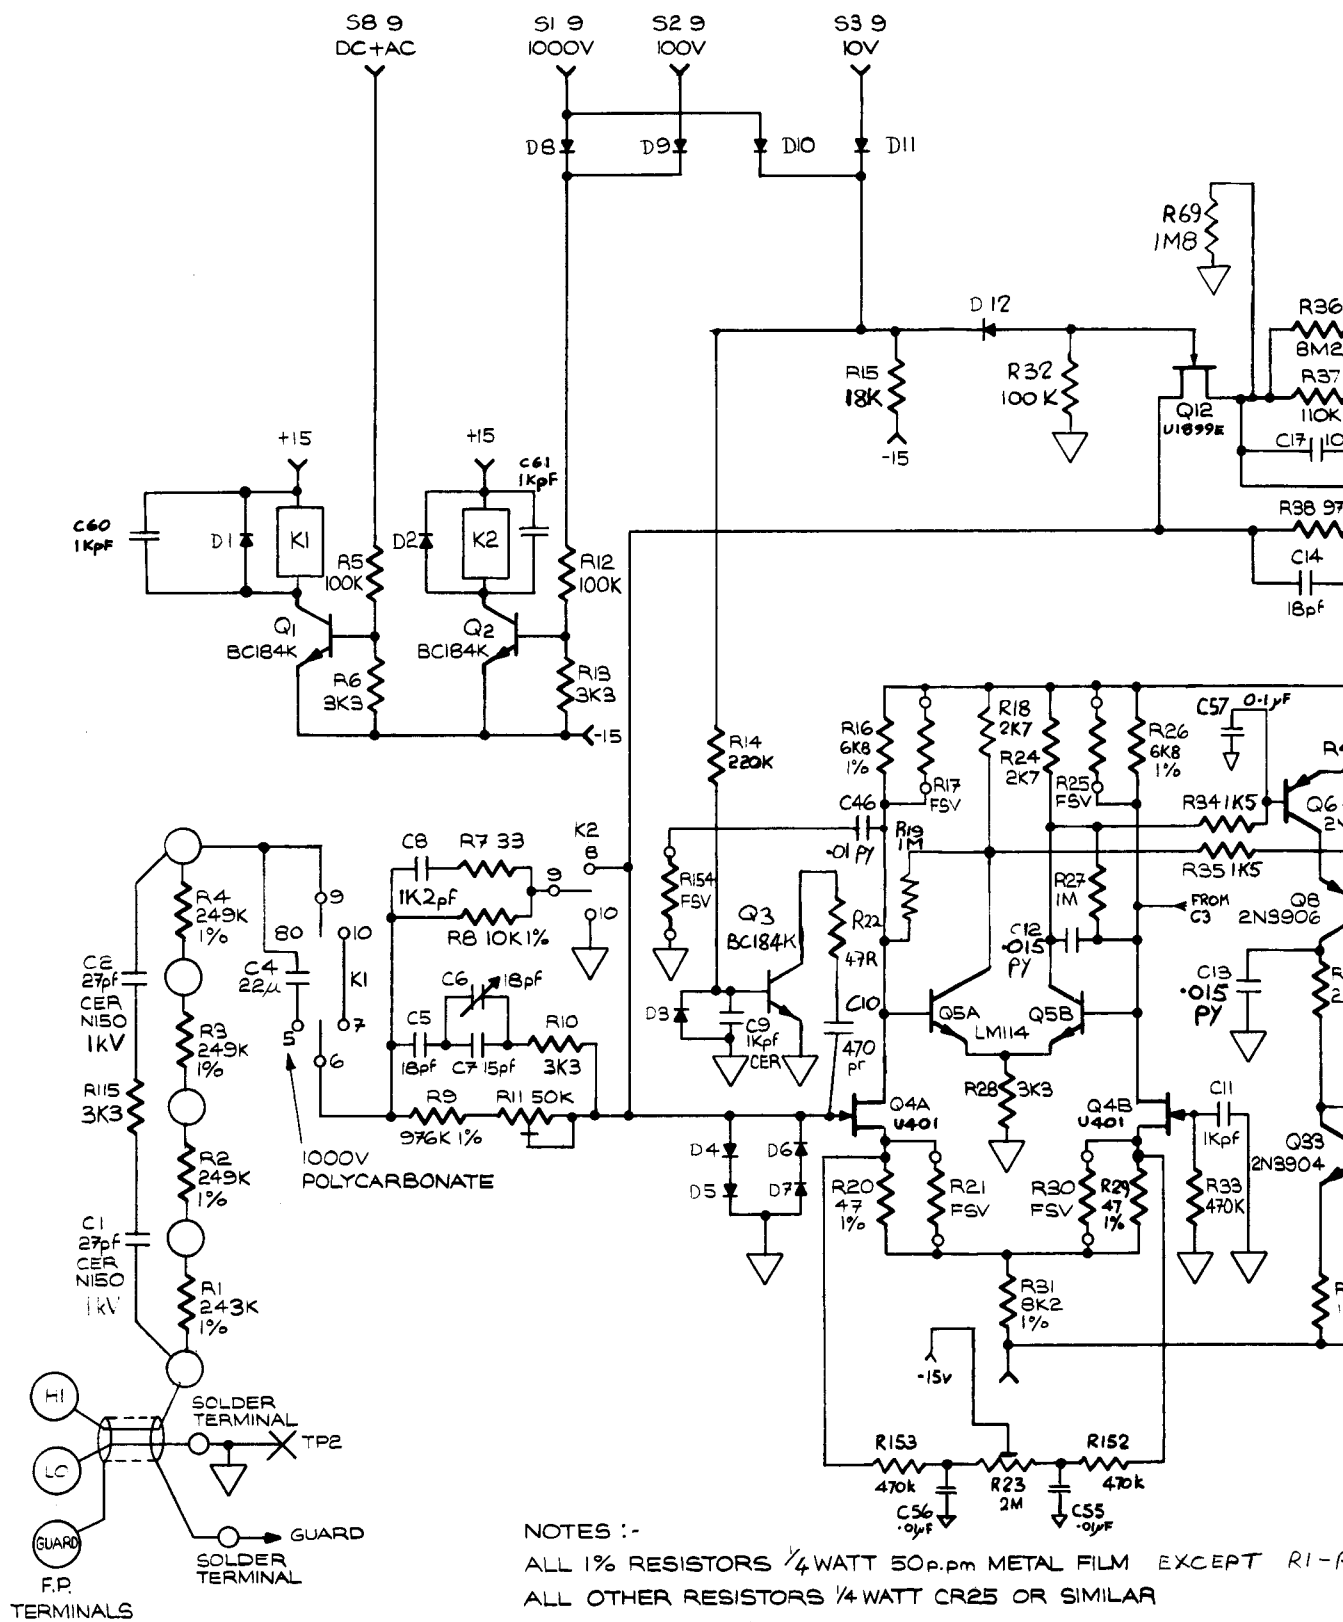 S8 9
DC+AC
S1 9
1000V
S2 9
100V
S3 9
10V
D8
D9
D10
D11
R69
1M8
D12
R36
8M2
R15
18K
-15
R32
100K
R37
110K
Q12
U1899E
C17 10
R38 97
C14
18pf
+15
+15
C61
1KpF
C60
1KpF
D1
K1
D2
K2
R5
100K
R12
100K
Q1
BC184K
Q2
BC184K
R6
3K3
R13
3K3
-15
R14
220K
R16
6K8
1%
R17
FSV
R18
2K7
R24
2K7
R25
FSV
R26
6K8
1%
C57
0.1µF
Q6
2N
R34 1K5
R35 1K5
C46
.01 PY
R19
1M
R154
FSV
R27
1M
FROM
C3
Q8
2N3906
R4
249K
1%
9
80
10
C4
22µ
K1
5
7
6
C8
1K2pf
R7 33
R8 10K 1%
K2
8
9
10
Q3
BC184K
R22
47R
C10
470
pr
C12
.015
PY
C13
.015
PY
C2
27pf
CER
N150
1kV
R3
249K
1%
C6
18pf
C5
18pf
C7 15pf
R10
3K3
D3
C9
1Kpf
CER
Q5A
LM114
Q5B
R28
3K3
R115
3K3
R9
976K 1%
R11 50K
Q4A
U401
Q4B
U401
C11
1Kpf
1000V
POLYCARBONATE
R2
249K
1%
D4
D6
D5
D7
R20
47
1%
R21
FSV
R30
FSV
R29
47
1%
R33
470K
Q33
2N3904
C1
27pf
CER
N150
1kV
R1
243K
1%
R31
8K2
1%
-15v
HI
LO
GUARD
F.P.
TERMINALS
SOLDER
TERMINAL
TP2
GUARD
SOLDER
TERMINAL
R153
470k
R23
2M
R152
470k
C56
.01µF
C55
.01µF
NOTES :-
ALL 1% RESISTORS 1/4 WATT 50p.pm METAL FILM EXCEPT R1-
ALL OTHER RESISTORS 1/4 WATT CR25 OR SIMILAR